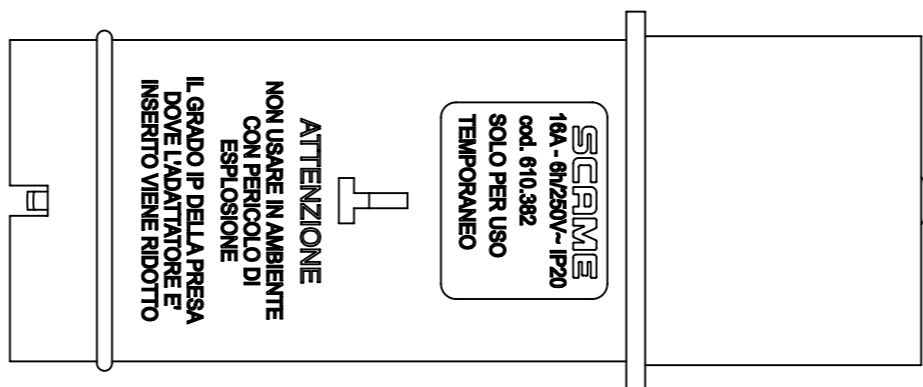 SCAME
16A - 6h/250V~ IP20
cod. 610.382
SOLO PER USO
TEMPORANEO
ATTENZIONE
NON USARE IN AMBIENTE
CON PERICOLO DI
ESPLOSIONE
IL GRADO IP DELLA PRESA
DOVE L'ADATTATORE E'
INSERITO VIENE RIDOTTO